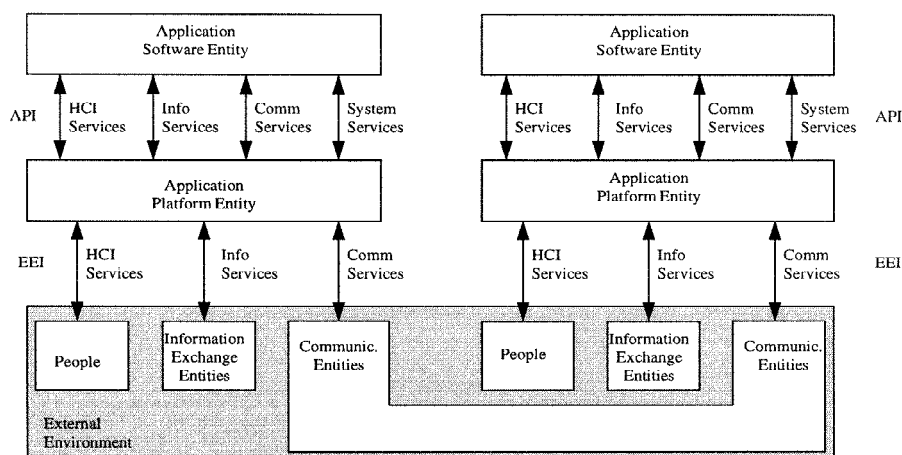 Application
Software Entity
Application
Software Entity
API
HCI
Services
Info
Services
Comm
Services
System
Services
HCI
Services
Info
Services
Comm
Services
System
Services
API
Application
Platform Entity
Application
Platform Entity
EEI
HCI
Services
Info
Services
Comm
Services
HCI
Services
Info
Services
Comm
Services
EEI
People
Information
Exchange
Entities
Communic.
Entities
People
Information
Exchange
Entities
Communic.
Entities
External
Environment